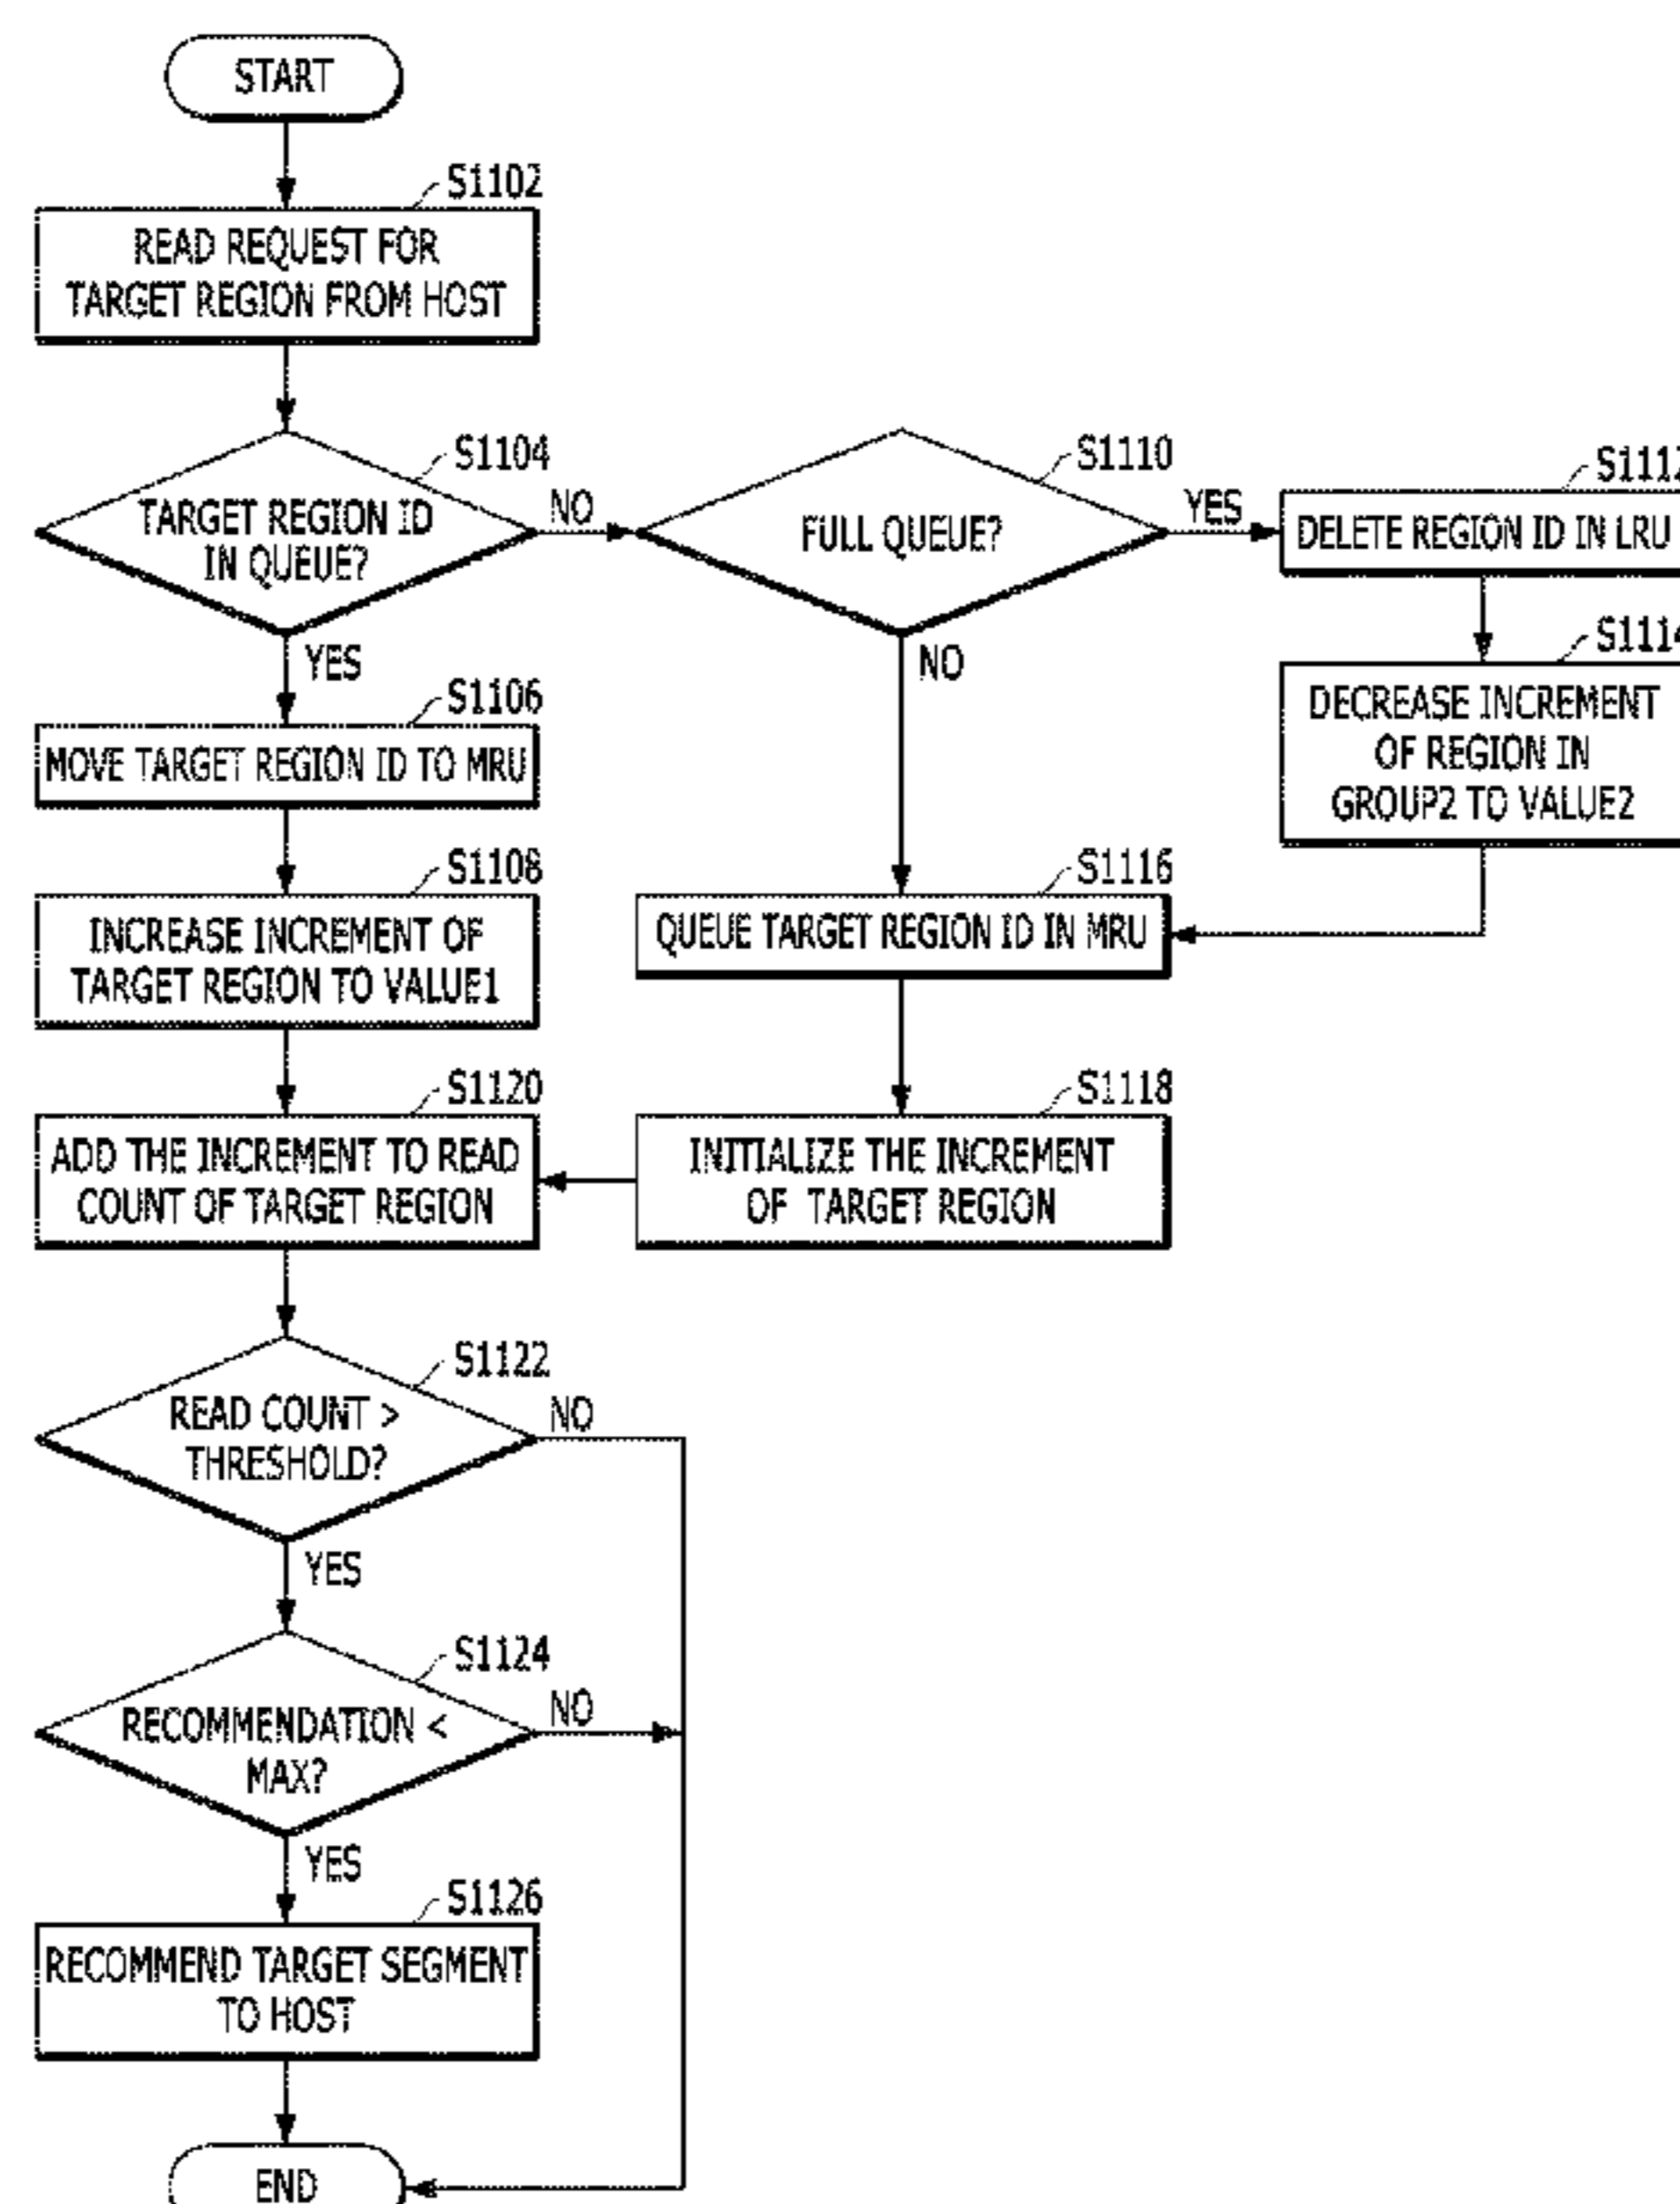 START
S1102
READ REQUEST FOR
TARGET REGION FROM HOST
S1104
TARGET REGION ID
IN QUEUE?
NO
YES
S1110
FULL QUEUE?
YES
NO
S1112
DELETE REGION ID IN LRU
S1114
DECREASE INCREMENT
OF REGION IN
GROUP2 TO VALUE2
S1106
MOVE TARGET REGION ID TO MRU
S1108
INCREASE INCREMENT OF
TARGET REGION TO VALUE1
S1116
QUEUE TARGET REGION ID IN MRU
S1120
ADD THE INCREMENT TO READ
COUNT OF TARGET REGION
S1118
INITIALIZE THE INCREMENT
OF TARGET REGION
S1122
READ COUNT >
THRESHOLD?
NO
YES
S1124
RECOMMENDATION <
MAX?
NO
YES
S1126
RECOMMEND TARGET SEGMENT
TO HOST
END